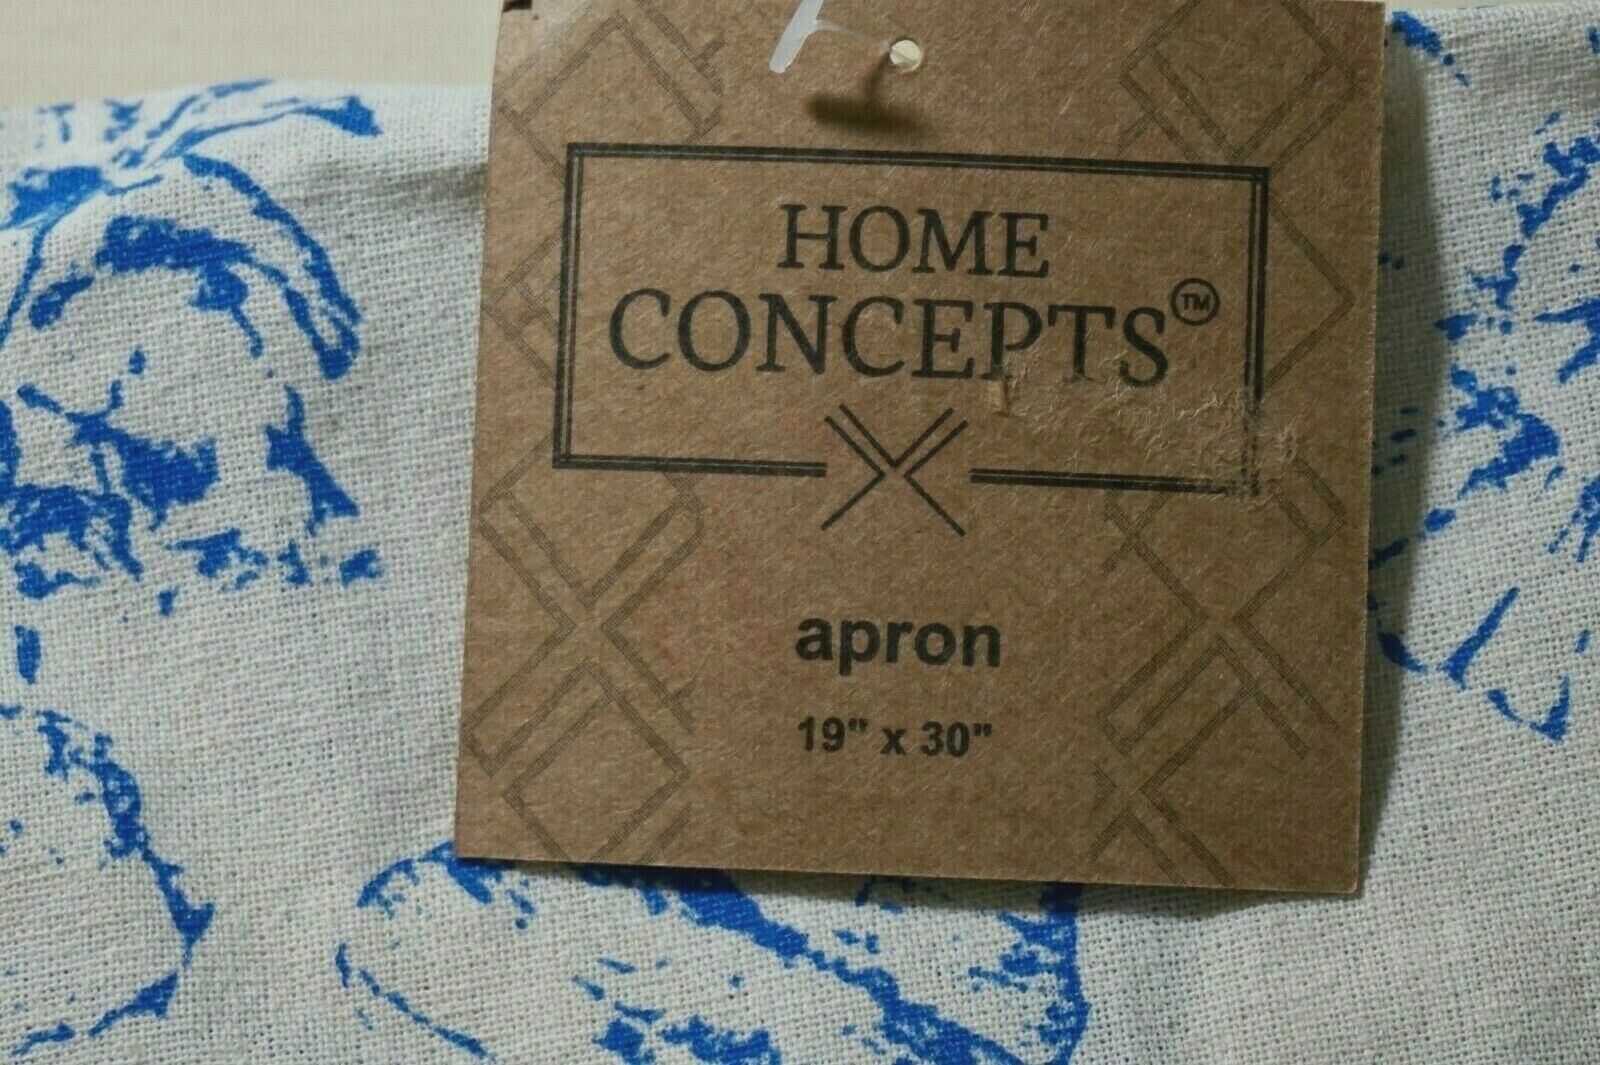 HOME
CONCEPTS™
apron
19" x 30"